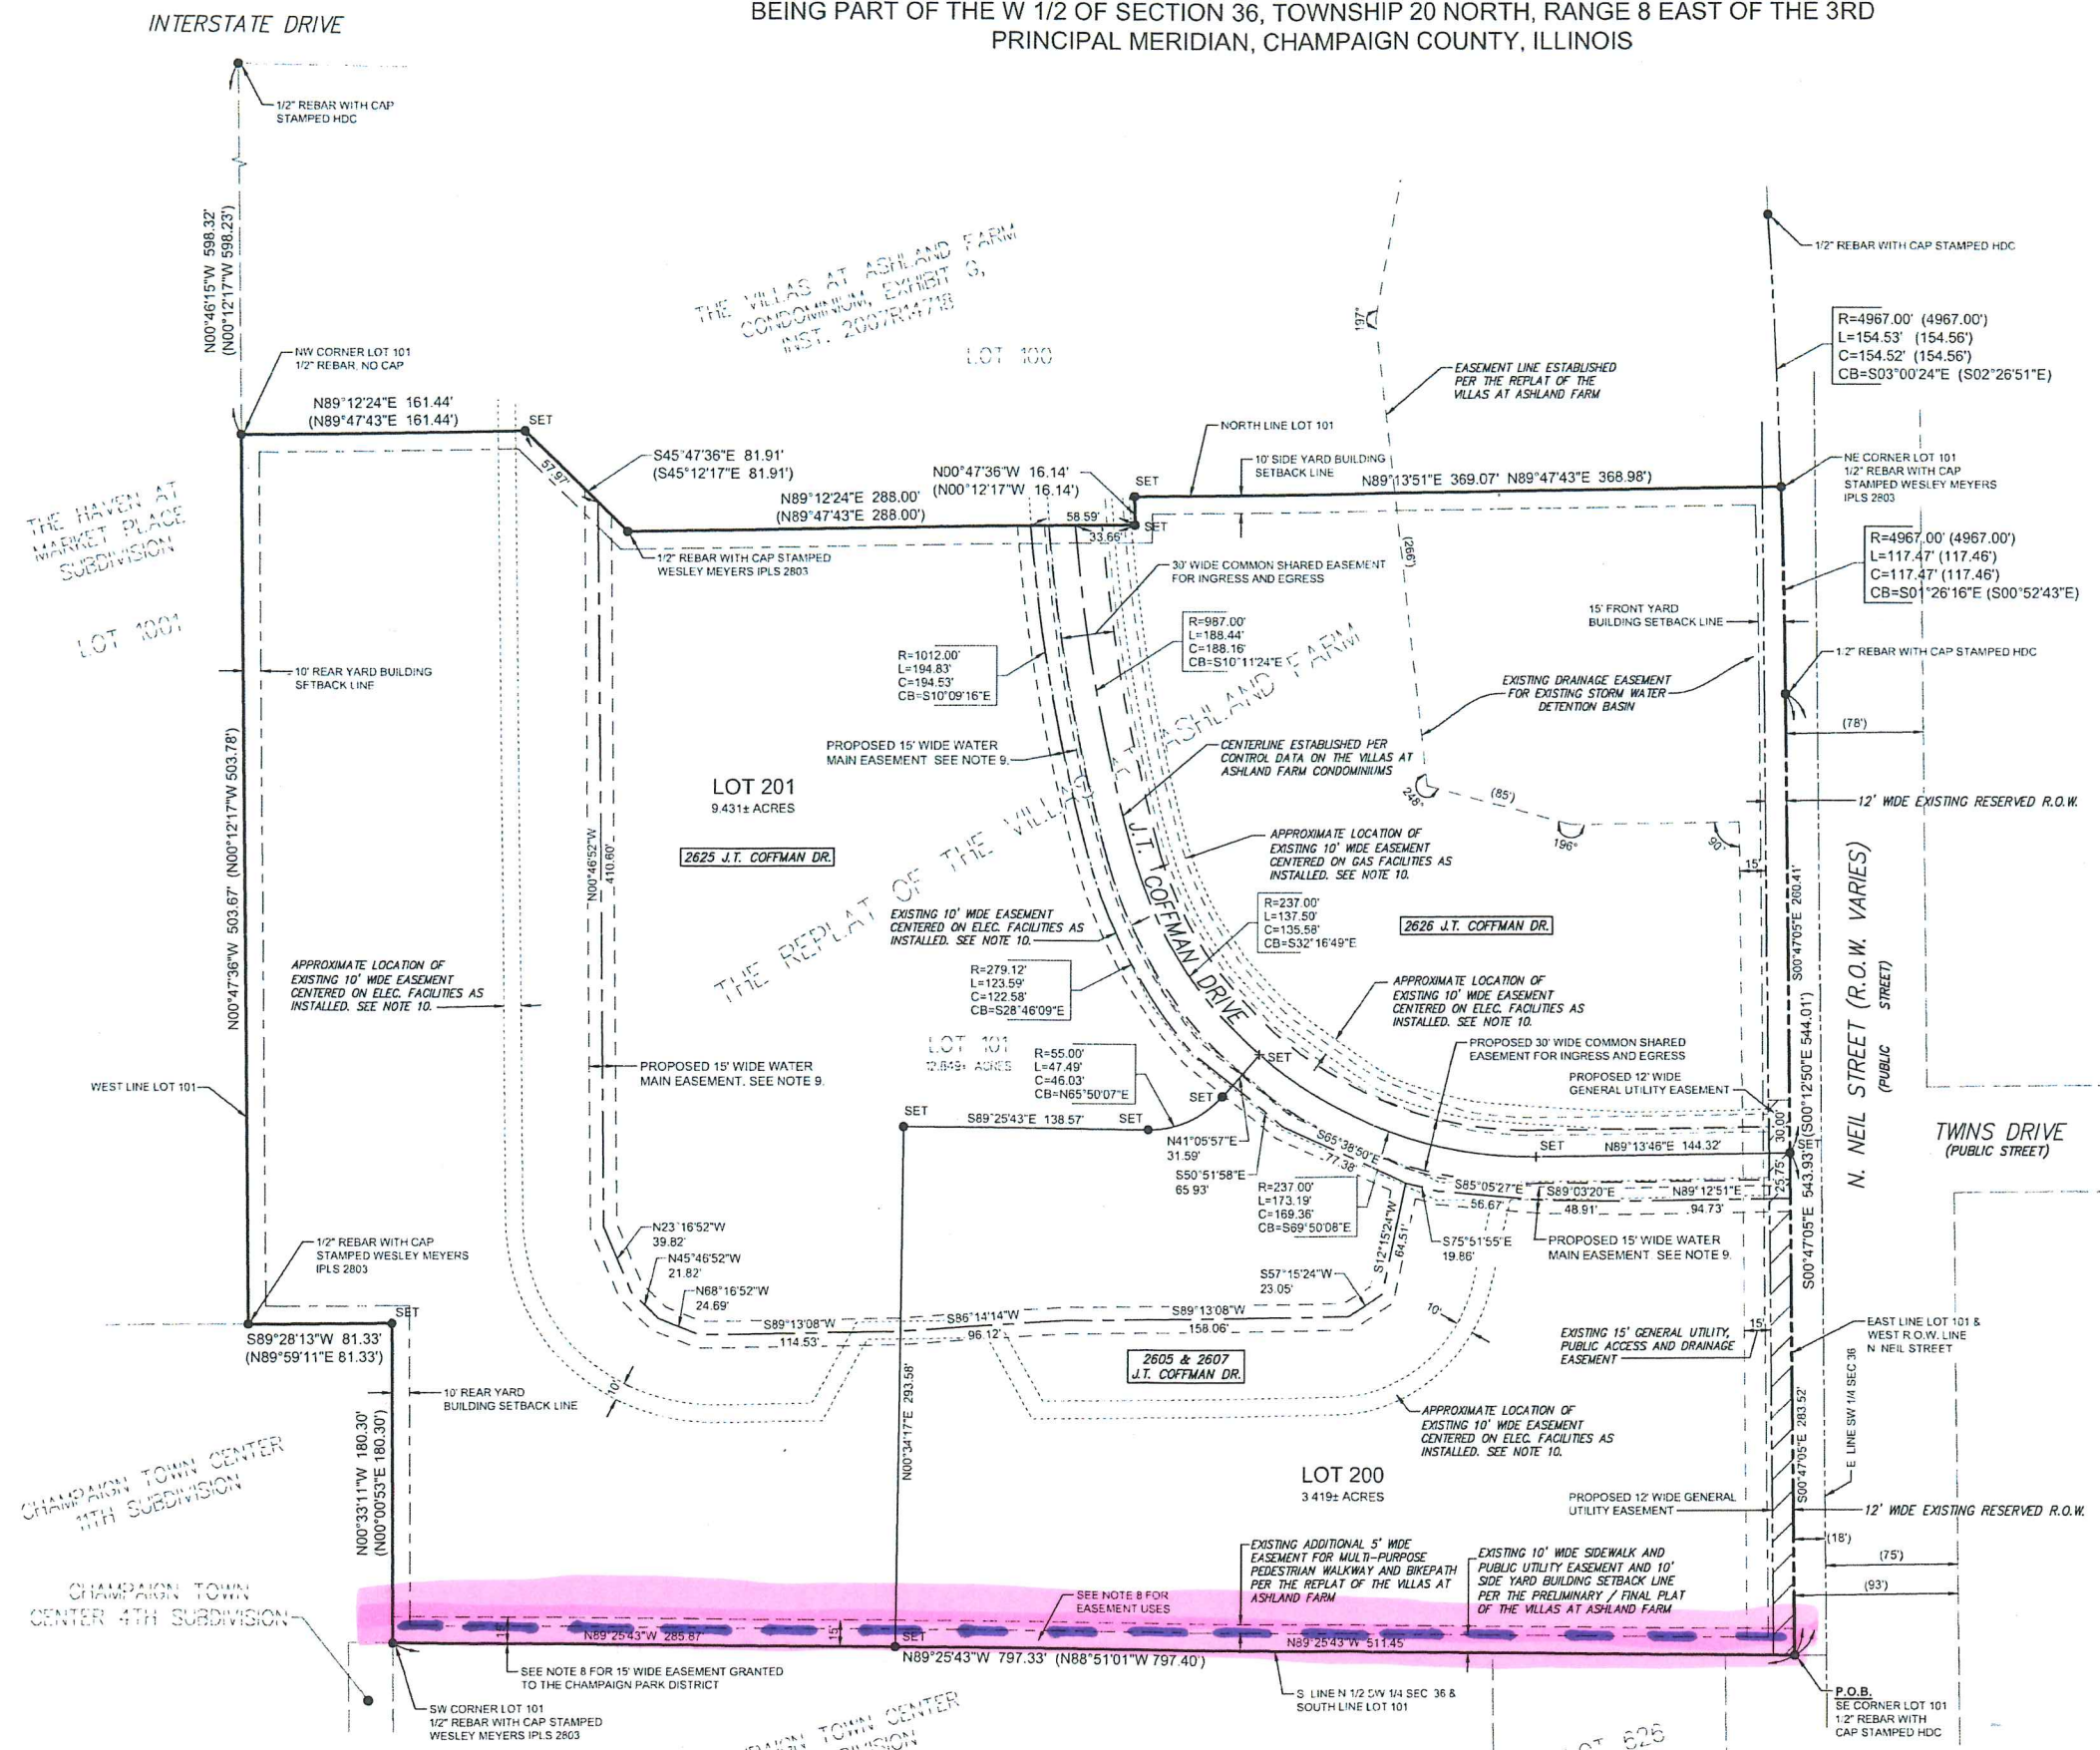 BEING PART OF THE W 1/2 OF SECTION 36, TOWNSHIP 20 NORTH, RANGE 8 EAST OF THE 3RD
PRINCIPAL MERIDIAN, CHAMPAIGN COUNTY, ILLINOIS
INTERSTATE DRIVE
1/2" REBAR WITH CAP
STAMPED HDC
N00°46'15"W 598.32'
(N00°12'17"W 598.23')
THE VILLAS AT ASHLAND FARM
CONDOMINIUM, EXHIBIT G,
INST. 2007R14718
LOT 100
197°
1/2" REBAR WITH CAP STAMPED HDC
R=4967.00' (4967.00')
L=154.53' (154.56')
C=154.52' (154.56')
CB=S03°00'24"E (S02°26'51"E)
NW CORNER LOT 101
1/2" REBAR, NO CAP
N89°12'24"E 161.44'
(N89°47'43"E 161.44')
SET
57.97'
S45°47'36"E 81.91'
(S45°12'17"E 81.91')
EASEMENT LINE ESTABLISHED
PER THE REPLAT OF THE
VILLAS AT ASHLAND FARM
NORTH LINE LOT 101
10' SIDE YARD BUILDING
SETBACK LINE
N00°47'36"W 16.14'
(N00°12'17"W 16.14')
SET
SET
N89°13'51"E 369.07' N89°47'43"E 368.98')
NE CORNER LOT 101
1/2" REBAR WITH CAP
STAMPED WESLEY MEYERS
IPLS 2803
N89°12'24"E 288.00'
(N89°47'43"E 288.00')
58.59'
33.66'
THE HAVEN AT
MARKET PLACE
SUBDIVISION
LOT 1001
1/2" REBAR WITH CAP STAMPED
WESLEY MEYERS IPLS 2803
30' WIDE COMMON SHARED EASEMENT
FOR INGRESS AND EGRESS
(266')
R=4967.00' (4967.00')
L=117.47' (117.46')
C=117.47' (117.46')
CB=S01°26'16"E (S00°52'43"E)
15' FRONT YARD
BUILDING SETBACK LINE
1/2" REBAR WITH CAP STAMPED HDC
R=987.00'
L=188.44'
C=188.16'
CB=S10°11'24"E
R=1012.00'
L=194.83'
C=194.53'
CB=S10°09'16"E
10' REAR YARD BUILDING
SETBACK LINE
EXISTING DRAINAGE EASEMENT
FOR EXISTING STORM WATER
DETENTION BASIN
(78')
PROPOSED 15' WIDE WATER
MAIN EASEMENT SEE NOTE 9.
CENTERLINE ESTABLISHED PER
CONTROL DATA ON THE VILLAS AT
ASHLAND FARM CONDOMINIUMS
LOT 201
9.431± ACRES
2625 J.T. COFFMAN DR.
THE REPLAT OF THE VILLAS AT ASHLAND FARM
248°
(85')
196°
90°
15'
12' WIDE EXISTING RESERVED R.O.W.
N00°47'36"W 503.67' (N00°12'17"W 503.78')
N00°46'52"W
410.60'
APPROXIMATE LOCATION OF
EXISTING 10' WIDE EASEMENT
CENTERED ON GAS FACILITIES AS
INSTALLED. SEE NOTE 10.
J.T. COFFMAN DRIVE
EXISTING 10' WIDE EASEMENT
CENTERED ON ELEC. FACILITIES AS
INSTALLED. SEE NOTE 10.
R=237.00'
L=137.50'
C=135.58'
CB=S32°16'49"E
2626 J.T. COFFMAN DR.
S00°47'05"E 260.41'
N. NEIL STREET (R.O.W. VARIES)
(PUBLIC STREET)
APPROXIMATE LOCATION OF
EXISTING 10' WIDE EASEMENT
CENTERED ON ELEC. FACILITIES AS
INSTALLED. SEE NOTE 10.
R=279.12'
L=123.59'
C=122.58'
CB=S28°46'09"E
APPROXIMATE LOCATION OF
EXISTING 10' WIDE EASEMENT
CENTERED ON ELEC. FACILITIES AS
INSTALLED. SEE NOTE 10.
LOT 101
12.849± ACRES
R=55.00'
L=47.49'
C=46.03'
CB=N65°50'07"E
SET
PROPOSED 30' WIDE COMMON SHARED
EASEMENT FOR INGRESS AND EGRESS
PROPOSED 12' WIDE
GENERAL UTILITY EASEMENT
WEST LINE LOT 101
PROPOSED 15' WIDE WATER
MAIN EASEMENT. SEE NOTE 9.
SET
S89°25'43"E 138.57'
SET
SET
N41°05'57"E
31.59'
S50°51'58"E
65.93'
S65°38'50"E
77.38'
SET
N89°13'46"E 144.32'
30.00'
SET
25.75'
TWINS DRIVE
(PUBLIC STREET)
R=237.00'
L=173.19'
C=169.36'
CB=S69°50'08"E
S85°05'27"E
56.67'
S89°03'20"E
48.91'
N89°12'51"E
94.73'
S00°47'05"E 543.93' (S00°12'50"E 544.01')
N23°16'52"W
39.82'
N45°46'52"W
21.82'
N68°16'52"W
24.69'
S12°15'24"W
64.51'
S75°51'55"E
19.86'
PROPOSED 15' WIDE WATER
MAIN EASEMENT SEE NOTE 9.
S57°15'24"W
23.05'
1/2" REBAR WITH CAP
STAMPED WESLEY MEYERS
IPLS 2803
SET
S89°28'13"W 81.33'
(N89°59'11"E 81.33')
S89°13'08"W
114.53'
S86°14'14"W
96.12'
S89°13'08"W
158.06'
10'
EXISTING 15' GENERAL UTILITY,
PUBLIC ACCESS AND DRAINAGE
EASEMENT
15'
EAST LINE LOT 101 &
WEST R.O.W. LINE
N NEIL STREET
2605 & 2607
J.T. COFFMAN DR.
10'
10' REAR YARD
BUILDING SETBACK LINE
N00°34'17"E 293.58'
APPROXIMATE LOCATION OF
EXISTING 10' WIDE EASEMENT
CENTERED ON ELEC. FACILITIES AS
INSTALLED. SEE NOTE 10.
E LINE SW 1/4 SEC 36
S00°47'05"E 283.52'
N00°33'11"W 180.30'
(N00°00'53"E 180.30')
CHAMPAIGN TOWN CENTER
11TH SUBDIVISION
LOT 200
3.419± ACRES
PROPOSED 12' WIDE GENERAL
UTILITY EASEMENT
12' WIDE EXISTING RESERVED R.O.W.
(18')
(75')
(93')
CHAMPAIGN TOWN
CENTER 4TH SUBDIVISION
SEE NOTE 8 FOR
EASEMENT USES
EXISTING ADDITIONAL 5' WIDE
EASEMENT FOR MULTI-PURPOSE
PEDESTRIAN WALKWAY AND BIKEPATH
PER THE REPLAT OF THE VILLAS AT
ASHLAND FARM
EXISTING 10' WIDE SIDEWALK AND
PUBLIC UTILITY EASEMENT AND 10'
SIDE YARD BUILDING SETBACK LINE
PER THE PRELIMINARY / FINAL PLAT
OF THE VILLAS AT ASHLAND FARM
N89°25'43"W 285.87'
15'
SET
N89°25'43"W 511.45'
N89°25'43"W 797.33' (N88°51'01"W 797.40')
SEE NOTE 8 FOR 15' WIDE EASEMENT GRANTED
TO THE CHAMPAIGN PARK DISTRICT
SW CORNER LOT 101
1/2" REBAR WITH CAP STAMPED
WESLEY MEYERS IPLS 2803
S LINE N 1/2 SW 1/4 SEC 36 &
SOUTH LINE LOT 101
P.O.B.
SE CORNER LOT 101
1/2" REBAR WITH
CAP STAMPED HDC
TOWN CENTER
LOT 626